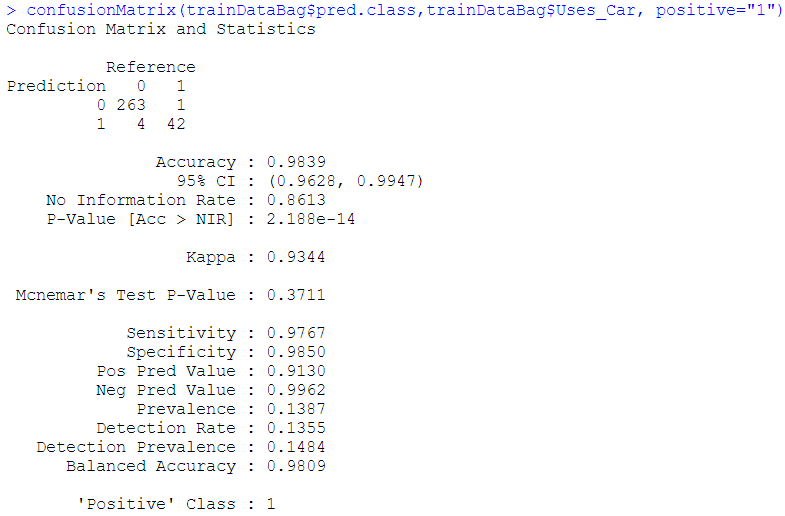 > confusionMatrix(trainDataBag$pred.class,trainDataBag$Uses_Car, positive="1")
Confusion Matrix and Statistics
Reference
Prediction 0 1
0 263 1
1 4 42
Accuracy : 0.9839
95% CI : (0.9628, 0.9947)
No Information Rate : 0.8613
P-Value [Acc > NIR] : 2.188e-14
Kappa : 0.9344
Mcnemar's Test P-Value : 0.3711
Sensitivity : 0.9767
Specificity : 0.9850
Pos Pred Value : 0.9130
Neg Pred Value : 0.9962
Prevalence : 0.1387
Detection Rate : 0.1355
Detection Prevalence : 0.1484
Balanced Accuracy : 0.9809
'Positive' Class : 1